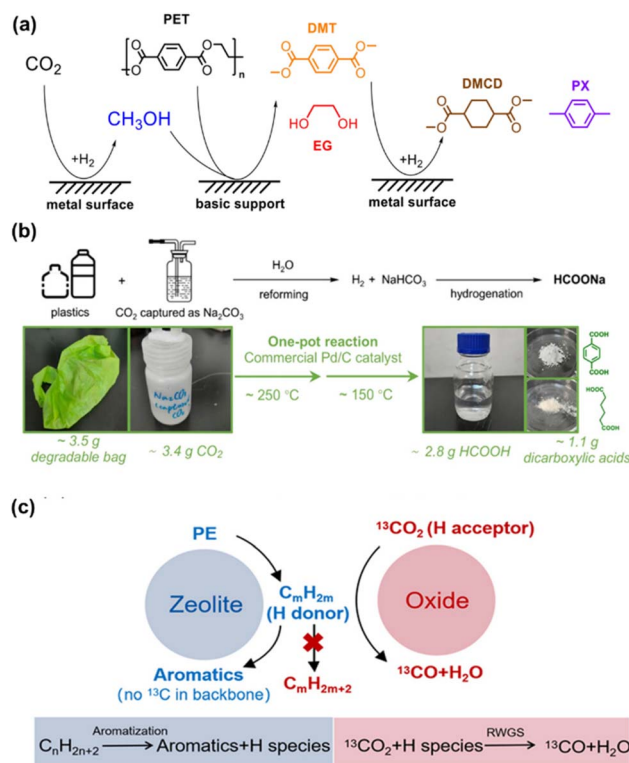 (a)
PET
DMT
CO₂
n
CH₃OH
DMCD
PX
HO
OH
EG
+H₂
+H₂
metal surface
basic support
metal surface
(b)
H₂O
plastics
+
CO₂ captured as Na₂CO₃
reforming
H₂ + NaHCO₃
hydrogenation
HCOONa
One-pot reaction
Commercial Pd/C catalyst
~ 250 °C
~ 150 °C
COOH
COOH
HOOC
COOH
~ 3.5 g
degradable bag
~ 3.4 g CO₂
~ 2.8 g HCOOH
~ 1.1 g
dicarboxylic acids
(c)
PE
¹³CO₂ (H acceptor)
Zeolite
CₘH₂ₘ
(H donor)
Oxide
Aromatics
(no ¹³C in backbone)
CₘH₂ₘ₊₂
¹³CO+H₂O
CₙH₂ₙ₊₂ Aromatization Aromatics+H species
¹³CO₂+H species RWGS ¹³CO+H₂O